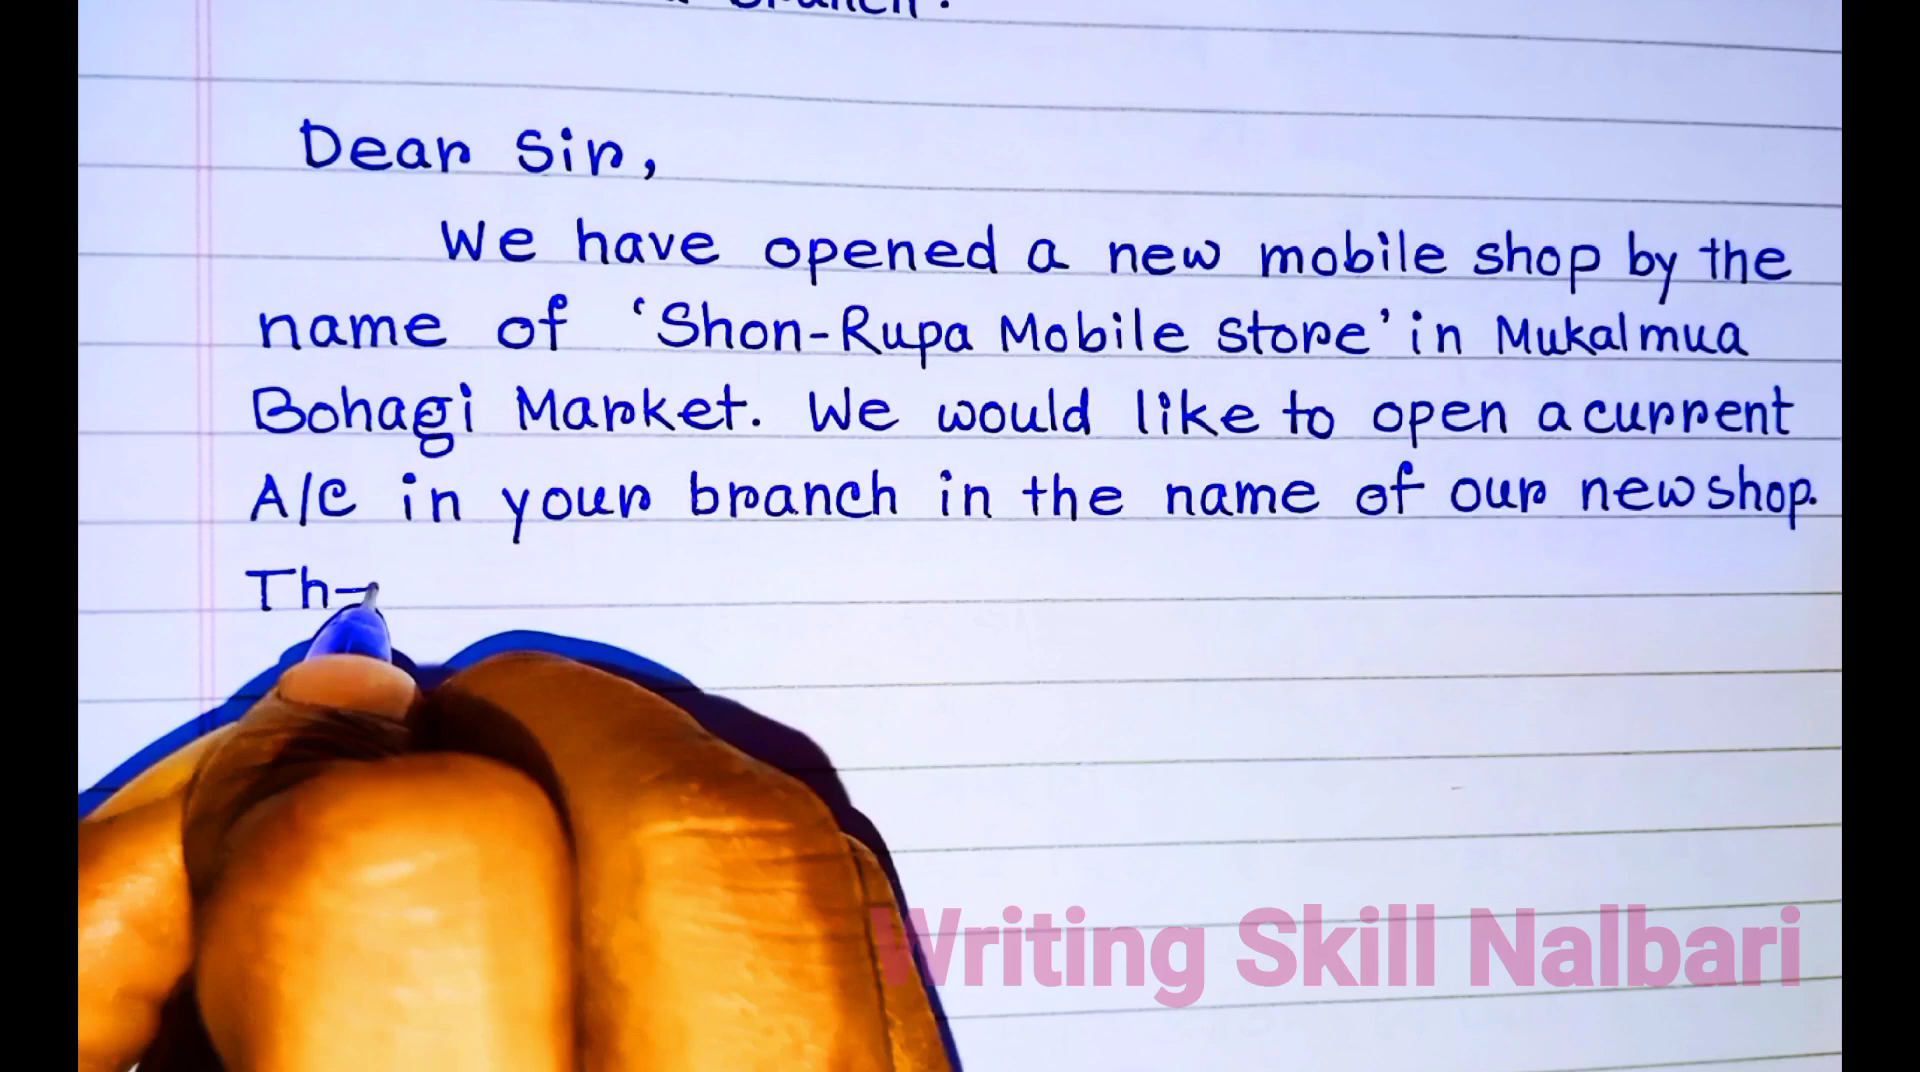 branch.
Dear Sir,
We have opened a new mobile shop by the
name of 'Shon-Rupa Mobile store' in Mukalmua
Bohagi Market. We would like to open a current
A/C in your branch in the name of our new shop.
Th
Writing Skill Nalbari